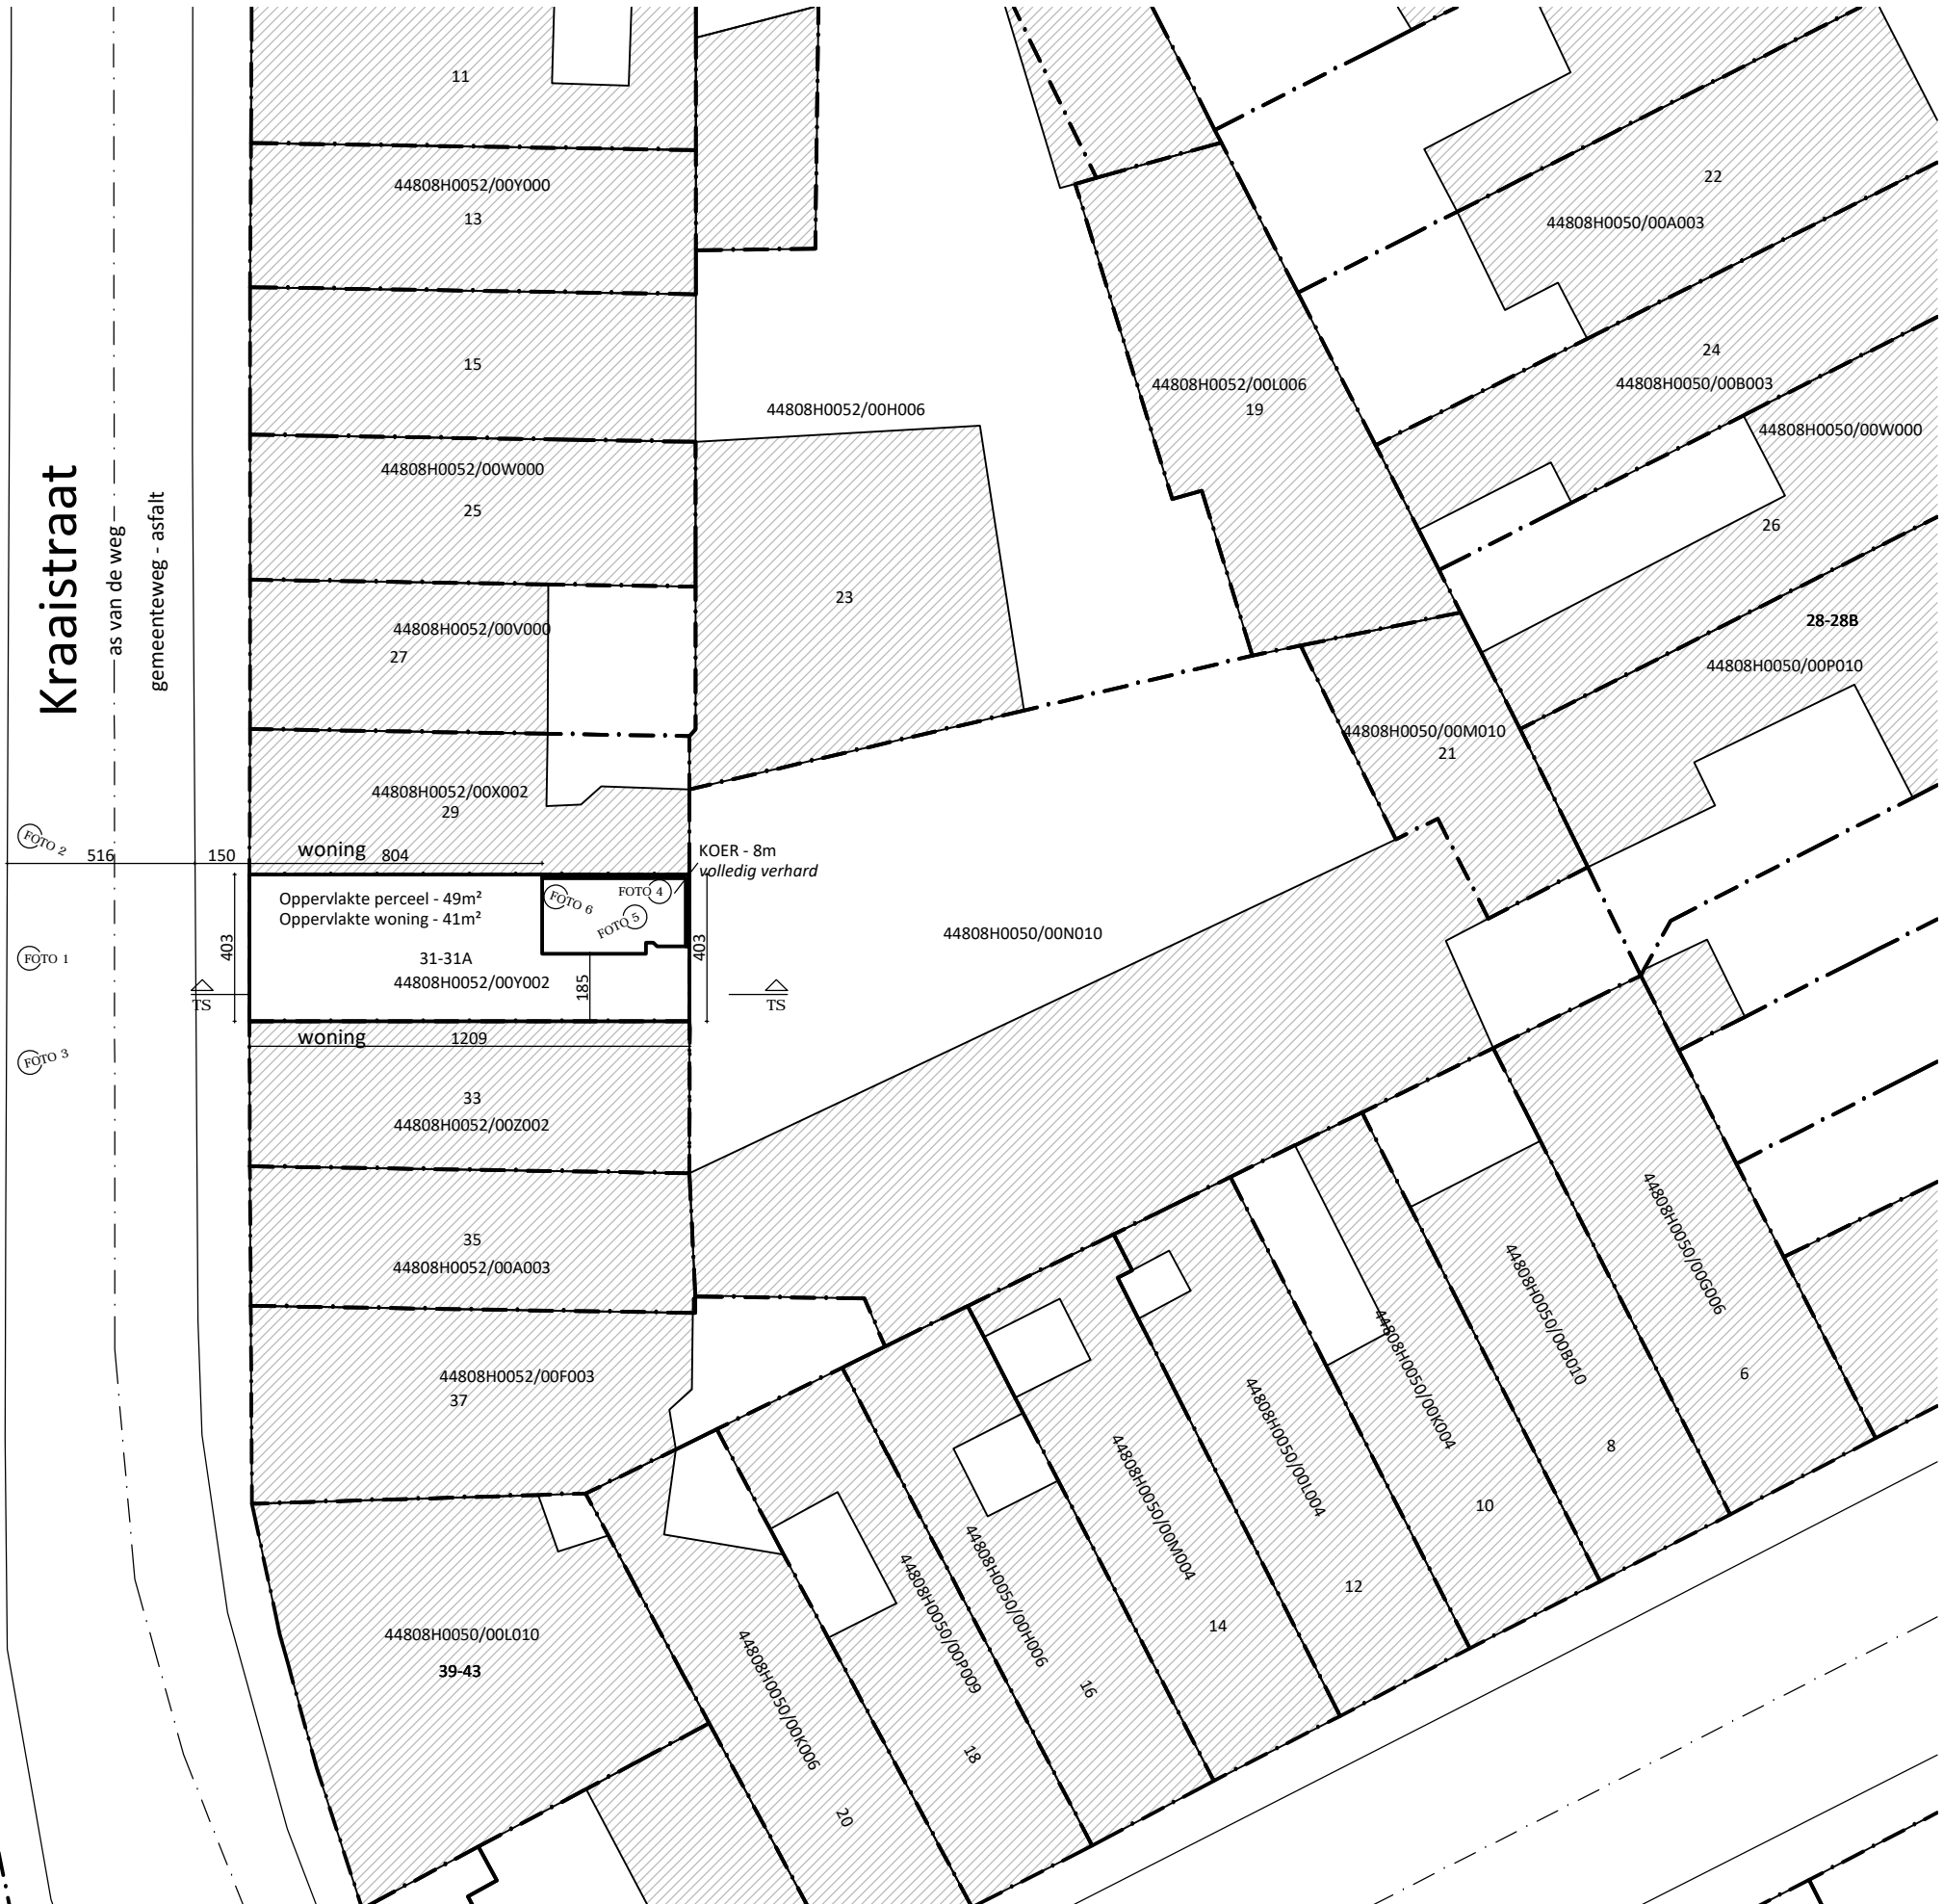 11
44808H0052/00Y000
13
22
44808H0050/00A003
15
24
44808H0052/00L006
44808H0050/00B003
19
44808H0052/00H006
44808H0050/00W000
44808H0052/00W000
25
26
Kraaistraat
as van de weg
gemeenteweg - asfalt
23
44808H0052/00V000
27
28-28B
44808H0050/00P010
44808H0050/00M010
21
44808H0052/00X002
29
FOTO 2
516
150
woning
804
KOER - 8m
volledig verhard
Oppervlakte perceel - 49m²
Oppervlakte woning - 41m²
FOTO 6
FOTO 4
FOTO 5
403
403
44808H0050/00N010
FOTO 1
31-31A
44808H0052/00Y002
185
TS
TS
woning
1209
FOTO 3
33
44808H0052/00Z002
35
44808H0052/00A003
44808H0052/00F003
37
44808H0050/00G006
6
44808H0050/00B010
8
44808H0050/00K004
10
44808H0050/00L004
12
44808H0050/00M004
14
44808H0050/00H006
16
44808H0050/00P009
18
44808H0050/00K006
20
44808H0050/00L010
39-43